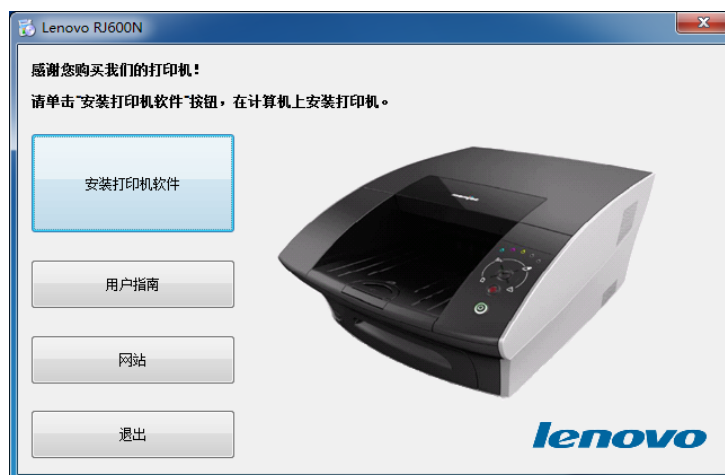 Lenovo RJ600N
感谢您购买我们的打印机！
请单击"安装打印机软件"按钮，在计算机上安装打印机。
安装打印机软件
用户指南
网站
退出
lenovo